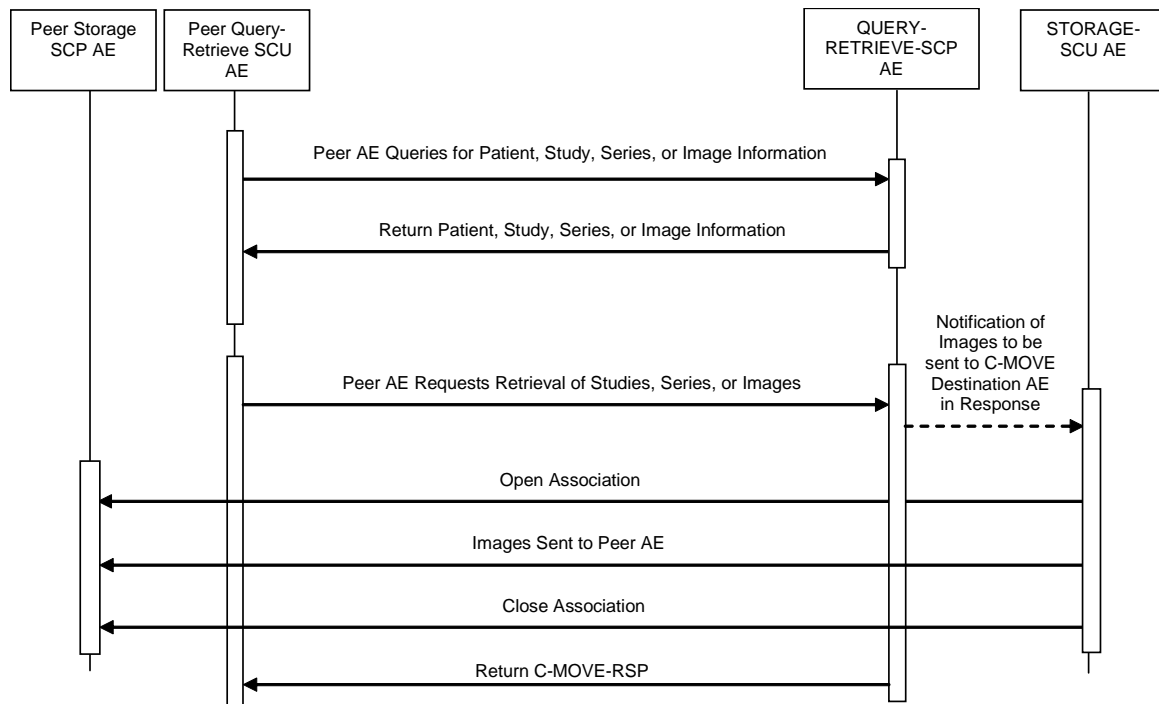 Peer Storage
SCP AE
Peer Query-
Retrieve SCU
AE
QUERY-
RETRIEVE-SCP
AE
STORAGE-
SCU AE
Peer AE Queries for Patient, Study, Series, or Image Information
Return Patient, Study, Series, or Image Information
Notification of
Images to be
sent to C-MOVE
Destination AE
in Response
Peer AE Requests Retrieval of Studies, Series, or Images
Open Association
Images Sent to Peer AE
Close Association
Return C-MOVE-RSP